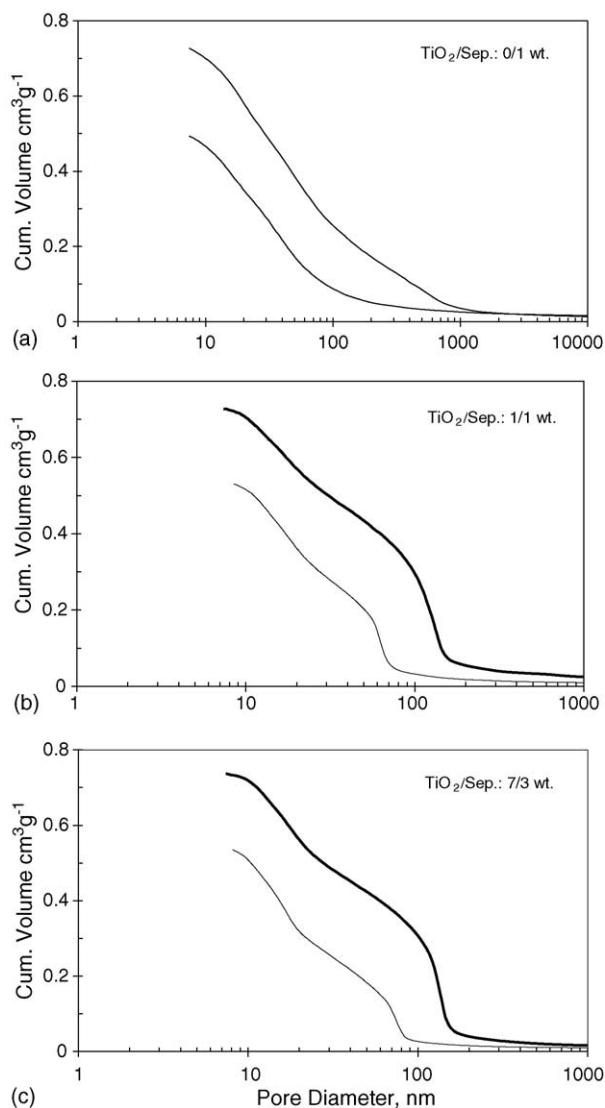 0.8
TiO2/Sep.: 0/1 wt.
0.6
0.4
0.2
0
Cum. Volume cm3g-1
1 10 100 1000 10000
(a)
0.8
TiO2/Sep.: 1/1 wt.
0.6
0.4
0.2
0
Cum. Volume cm3g-1
1 10 100 1000
(b)
0.8
TiO2/Sep.: 7/3 wt.
0.6
0.4
0.2
0
Cum. Volume cm3g-1
1 10 100 1000
(c) Pore Diameter, nm